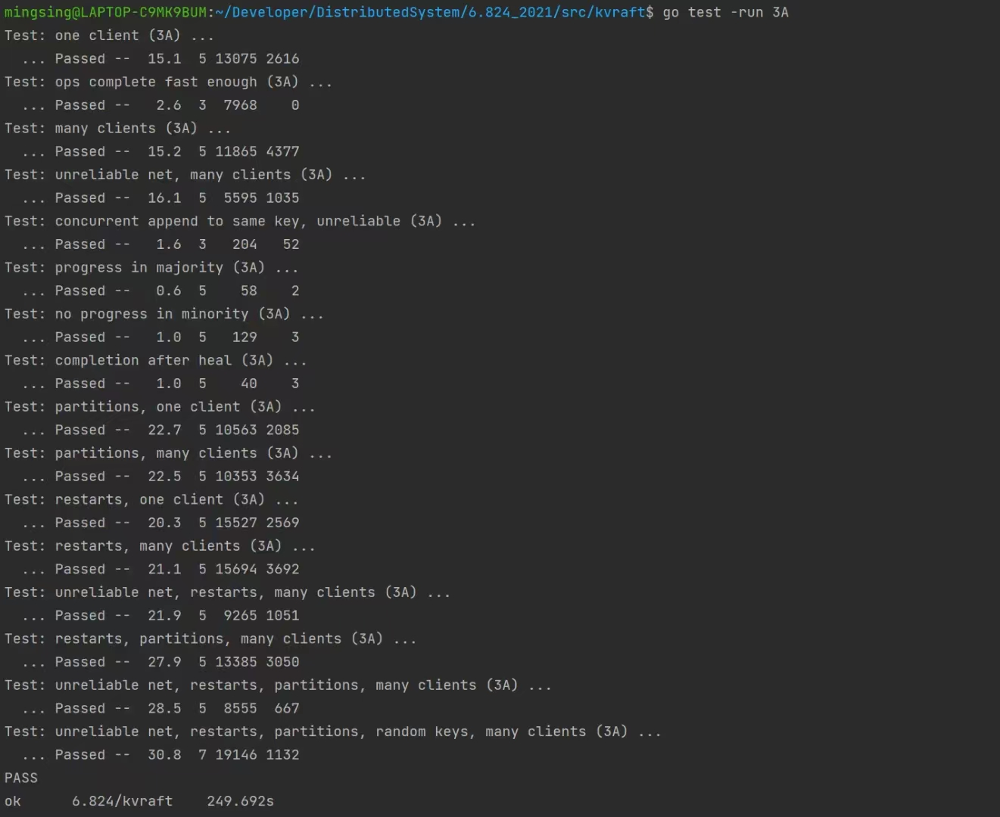 mingsing@LAPTOP-C9MK9BUM:~/Developer/DistributedSystem/6.824_2021/src/kvraft$ go test -run 3A
Test: one client (3A) ...
  ... Passed --  15.1  5 13075 2616
Test: ops complete fast enough (3A) ...
  ... Passed --   2.6  3  7968    0
Test: many clients (3A) ...
  ... Passed --  15.2  5 11865 4377
Test: unreliable net, many clients (3A) ...
  ... Passed --  16.1  5  5595 1035
Test: concurrent append to same key, unreliable (3A) ...
  ... Passed --   1.6  3   204   52
Test: progress in majority (3A) ...
  ... Passed --   0.6  5    58    2
Test: no progress in minority (3A) ...
  ... Passed --   1.0  5   129    3
Test: completion after heal (3A) ...
  ... Passed --   1.0  5    40    3
Test: partitions, one client (3A) ...
  ... Passed --  22.7  5 10563 2085
Test: partitions, many clients (3A) ...
  ... Passed --  22.5  5 10353 3634
Test: restarts, one client (3A) ...
  ... Passed --  20.3  5 15527 2569
Test: restarts, many clients (3A) ...
  ... Passed --  21.1  5 15694 3692
Test: unreliable net, restarts, many clients (3A) ...
  ... Passed --  21.9  5  9265 1051
Test: restarts, partitions, many clients (3A) ...
  ... Passed --  27.9  5 13385 3050
Test: unreliable net, restarts, partitions, many clients (3A) ...
  ... Passed --  28.5  5  8555  667
Test: unreliable net, restarts, partitions, random keys, many clients (3A) ...
  ... Passed --  30.8  7 19146 1132
PASS
ok      6.824/kvraft    249.692s